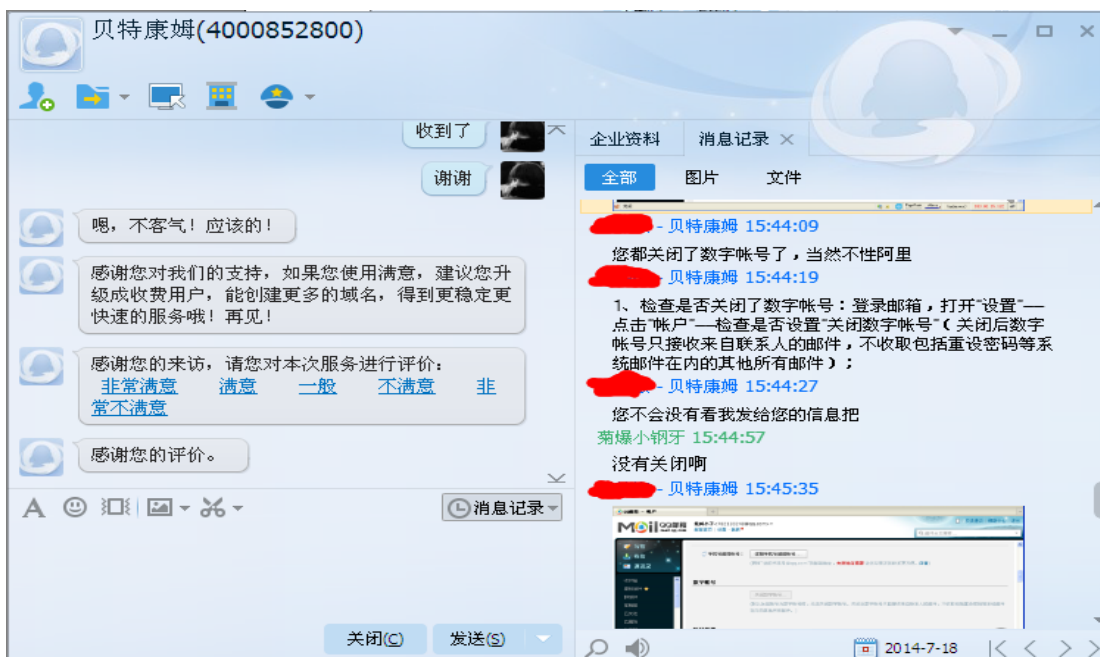 贝特康姆(4000852800)
收到了
谢谢
嗯，不客气！应该的！
感谢您对我们的支持，如果您使用满意，建议您升
级成收费用户，能创建更多的域名，得到更稳定更
快速的服务哦！再见！
感谢您的来访，请您对本次服务进行评价：
非常满意 满意 一般 不满意 非
常不满意
感谢您的评价。
消息记录
关闭(C) 发送(S)
企业资料 消息记录
全部 图片 文件
- 贝特康姆 15:44:09
您都关闭了数字帐号了，当然不性阿里
- 贝特康姆 15:44:19
1、检查是否关闭了数字帐号：登录邮箱，打开"设置"—
点击"帐户"—检查是否设置"关闭数字帐号"（关闭后数字
帐号只接收来自联系人的邮件，不收取包括重设密码等系
统邮件在内的其他所有邮件）；
- 贝特康姆 15:44:27
您不会没有看我发给您的信息把
菊爆小钢牙 15:44:57
没有关闭啊
- 贝特康姆 15:45:35
Mail QQ邮箱
数字帐号
2014-7-18